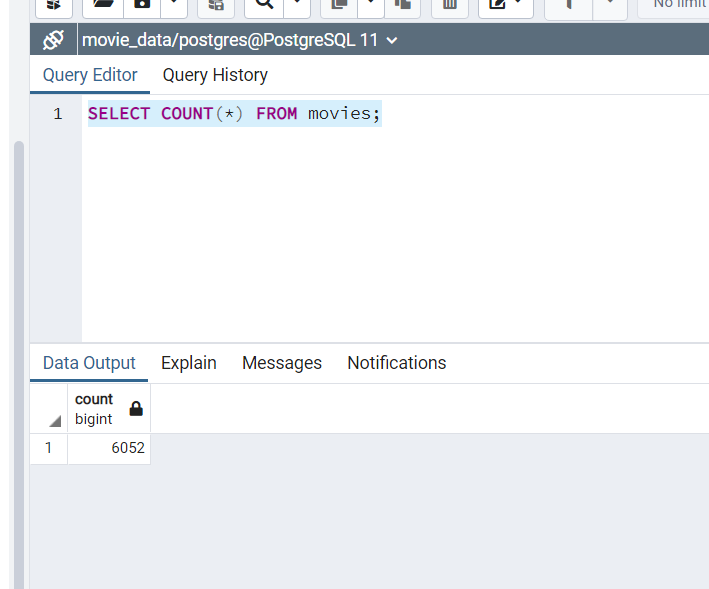 No limit
movie_data/postgres@PostgreSQL 11
Query Editor Query History
1 SELECT COUNT(*) FROM movies;
Data Output Explain Messages Notifications
count
bigint
1 6052